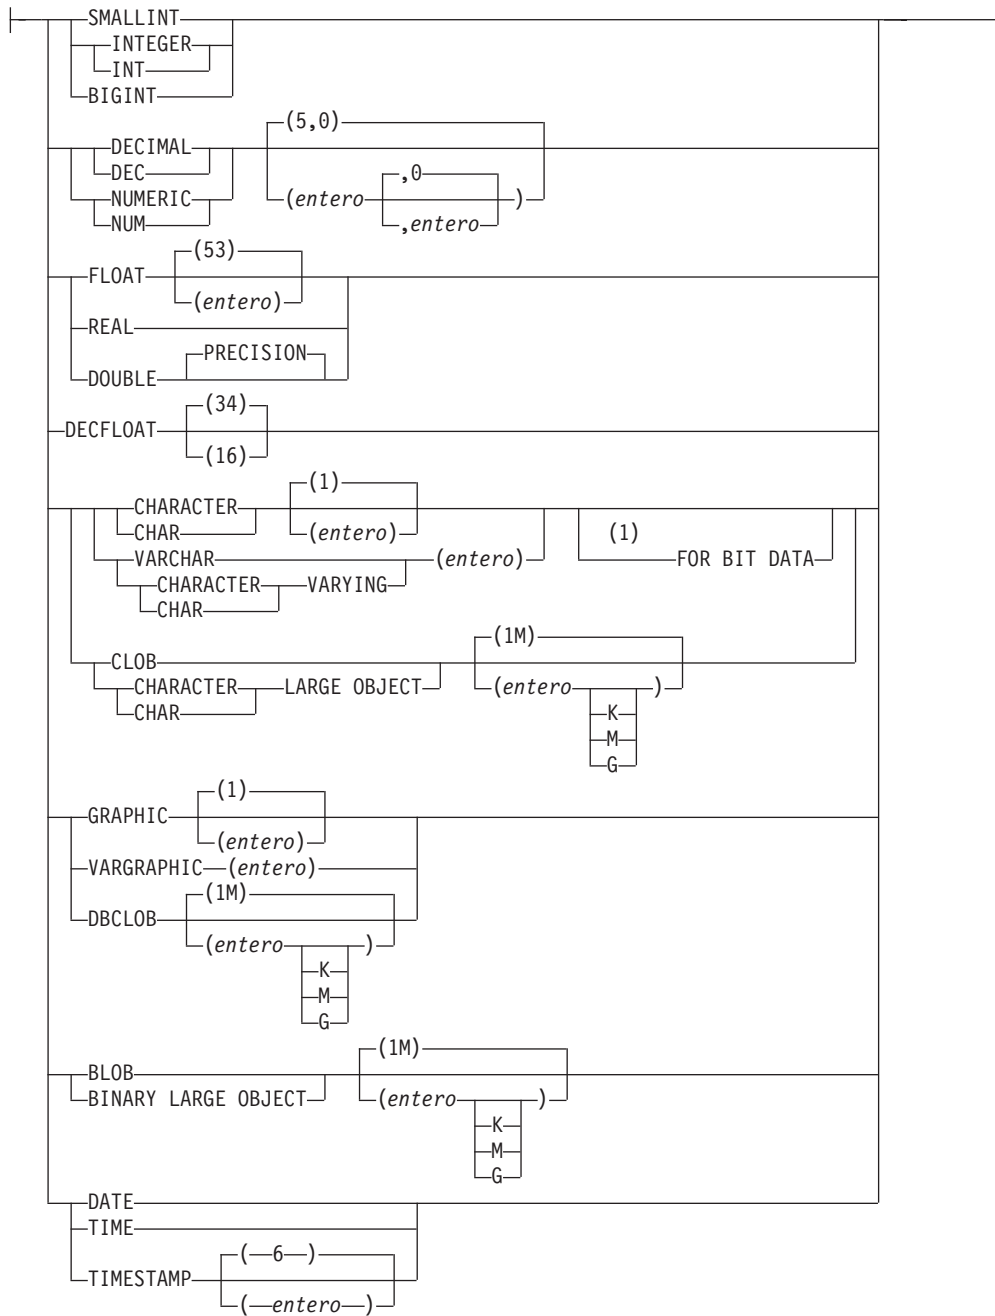 SMALLINT
INTEGER
INT
BIGINT
(5,0)
DECIMAL
DEC
,0
NUMERIC (entero )
NUM ,entero
(53)
FLOAT
(entero)
REAL
PRECISION
DOUBLE
(34)
DECFLOAT
(16)
(1)
CHARACTER
CHAR (entero) (1)
VARCHAR (entero) FOR BIT DATA
CHARACTER VARYING
CHAR
(1M)
CLOB
CHARACTER LARGE OBJECT (entero )
CHAR K
M
G
(1)
GRAPHIC
(entero)
VARGRAPHIC (entero)
(1M)
DBCLOB
(entero )
K
M
G
(1M)
BLOB
BINARY LARGE OBJECT (entero )
K
M
G
DATE
TIME
( 6 )
TIMESTAMP
( entero )